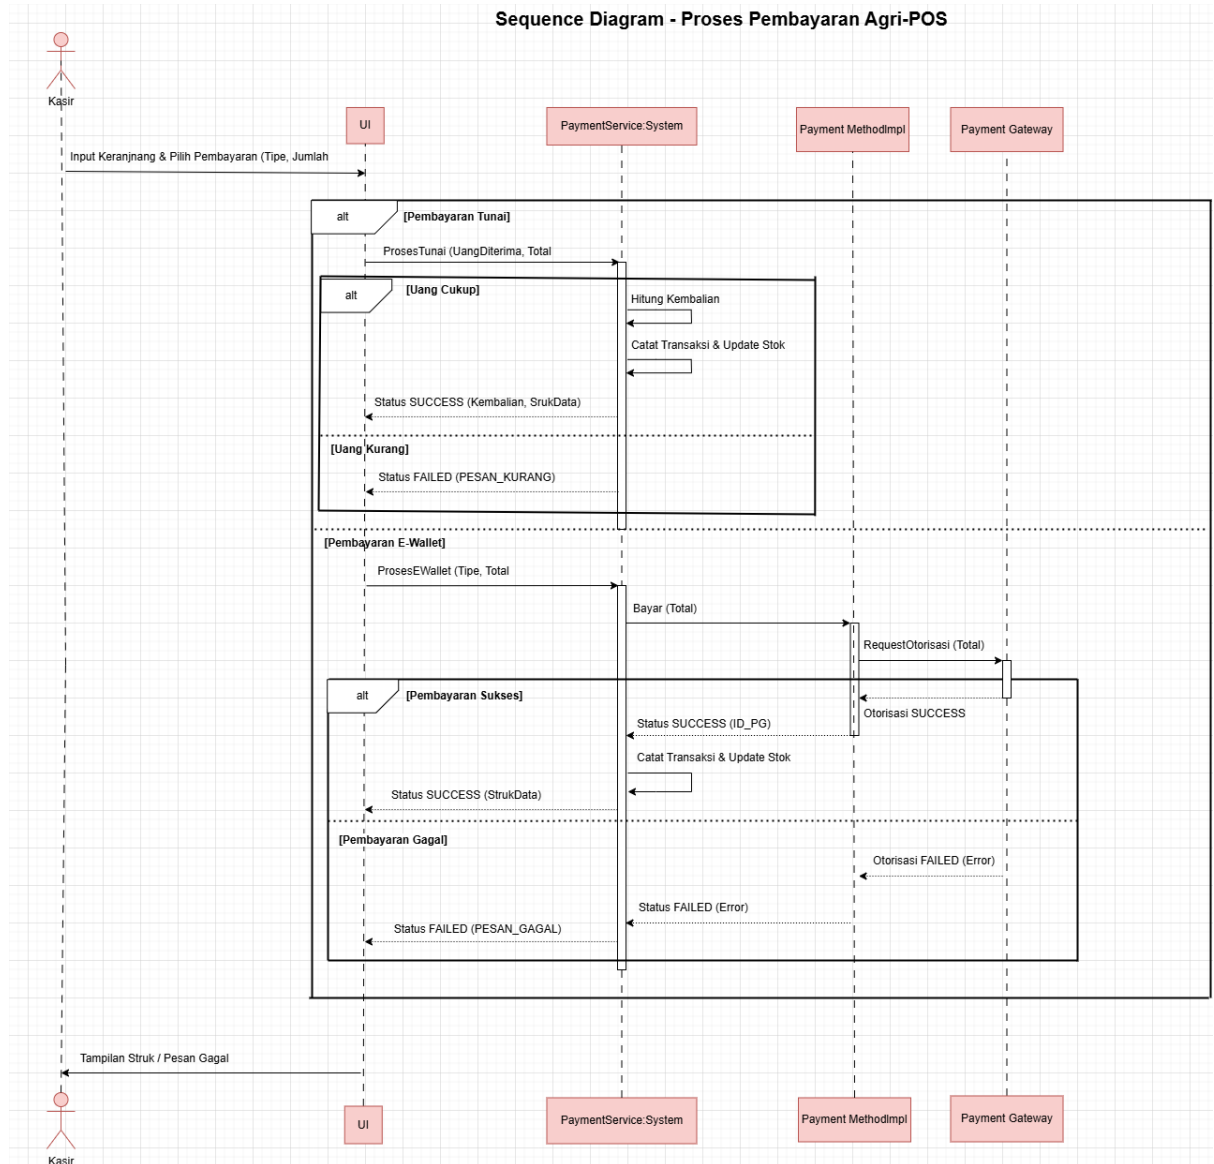 Sequence Diagram - Proses Pembayaran Agri-POS
Kasir
UI
PaymentService:System
Payment MethodImpl
Payment Gateway
Input Keranjnang & Pilih Pembayaran (Tipe, Jumlah
alt
[Pembayaran Tunai]
ProsesTunai (UangDiterima, Total
alt
[Uang Cukup]
Hitung Kembalian
Catat Transaksi & Update Stok
Status SUCCESS (Kembalian, SrukData)
[Uang Kurang]
Status FAILED (PESAN_KURANG)
[Pembayaran E-Wallet]
ProsesEWallet (Tipe, Total
Bayar (Total)
RequestOtorisasi (Total)
alt
[Pembayaran Sukses]
Otorisasi SUCCESS
Status SUCCESS (ID_PG)
Catat Transaksi & Update Stok
Status SUCCESS (StrukData)
[Pembayaran Gagal]
Otorisasi FAILED (Error)
Status FAILED (Error)
Status FAILED (PESAN_GAGAL)
Tampilan Struk / Pesan Gagal
UI
PaymentService:System
Payment MethodImpl
Payment Gateway
Kasir